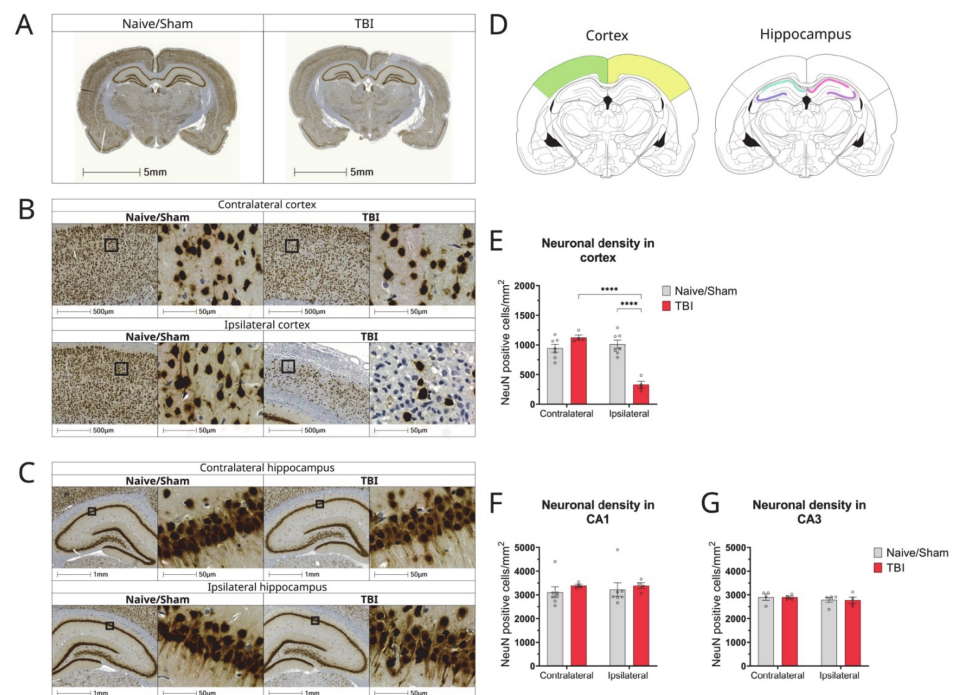 A
Naive/Sham TBI
5mm 5mm
B
Contralateral cortex
Naive/Sham TBI
500µm 50µm 500µm 50µm
Ipsilateral cortex
Naive/Sham TBI
500µm 50µm 500µm 50µm
C
Contralateral hippocampus
Naive/Sham TBI
1mm 50µm 1mm 50µm
Ipsilateral hippocampus
Naive/Sham TBI
1mm 50µm 1mm 50µm
D
Cortex Hippocampus
E
Neuronal density in
cortex
NeuN positive cells/mm²
2000
1500
1000
500
0
**** 
****
Naive/Sham
TBI
Contralateral Ipsilateral
F
Neuronal density in
CA1
NeuN positive cells/mm²
5000
4000
3000
2000
1000
0
Contralateral Ipsilateral
G
Neuronal density in
CA3
NeuN positive cells/mm²
5000
4000
3000
2000
1000
0
Naive/Sham
TBI
Contralateral Ipsilateral